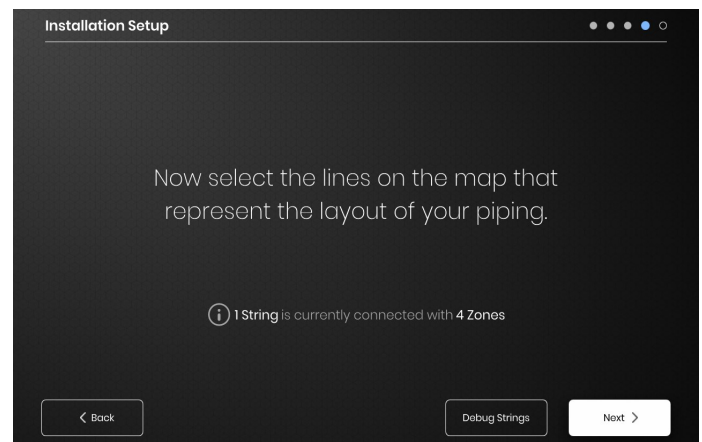 Installation Setup
Now select the lines on the map that
represent the layout of your piping.
1 String is currently connected with 4 Zones
Back
Debug Strings
Next